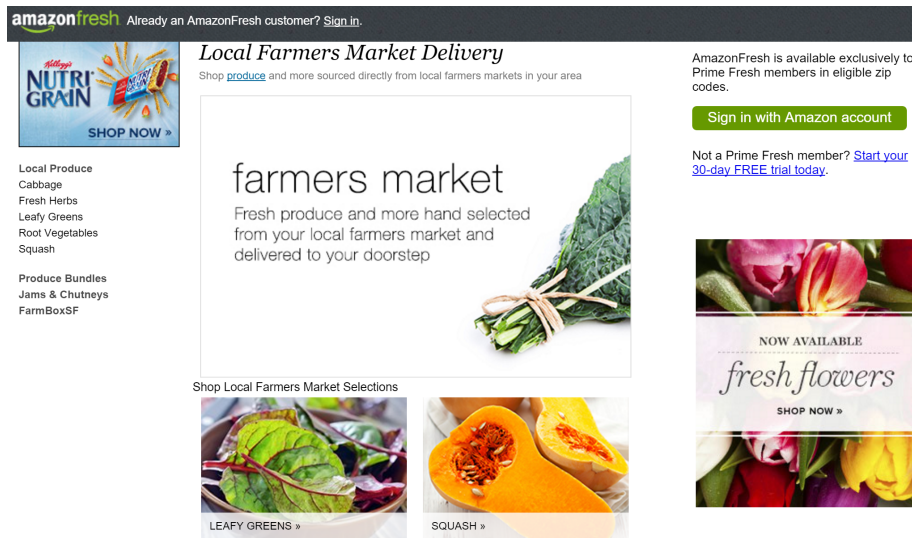 amazonfresh Already an AmazonFresh customer? Sign in.
Kellogg's
NUTRI
GRAIN
SHOP NOW »
Local Produce
Cabbage
Fresh Herbs
Leafy Greens
Root Vegetables
Squash
Produce Bundles
Jams & Chutneys
FarmBoxSF
Local Farmers Market Delivery
Shop produce and more sourced directly from local farmers markets in your area
farmers market
Fresh produce and more hand selected
from your local farmers market and
delivered to your doorstep
Shop Local Farmers Market Selections
LEAFY GREENS »
SQUASH »
AmazonFresh is available exclusively to
Prime Fresh members in eligible zip
codes.
Sign in with Amazon account
Not a Prime Fresh member? Start your
30-day FREE trial today.
NOW AVAILABLE
fresh flowers
SHOP NOW »